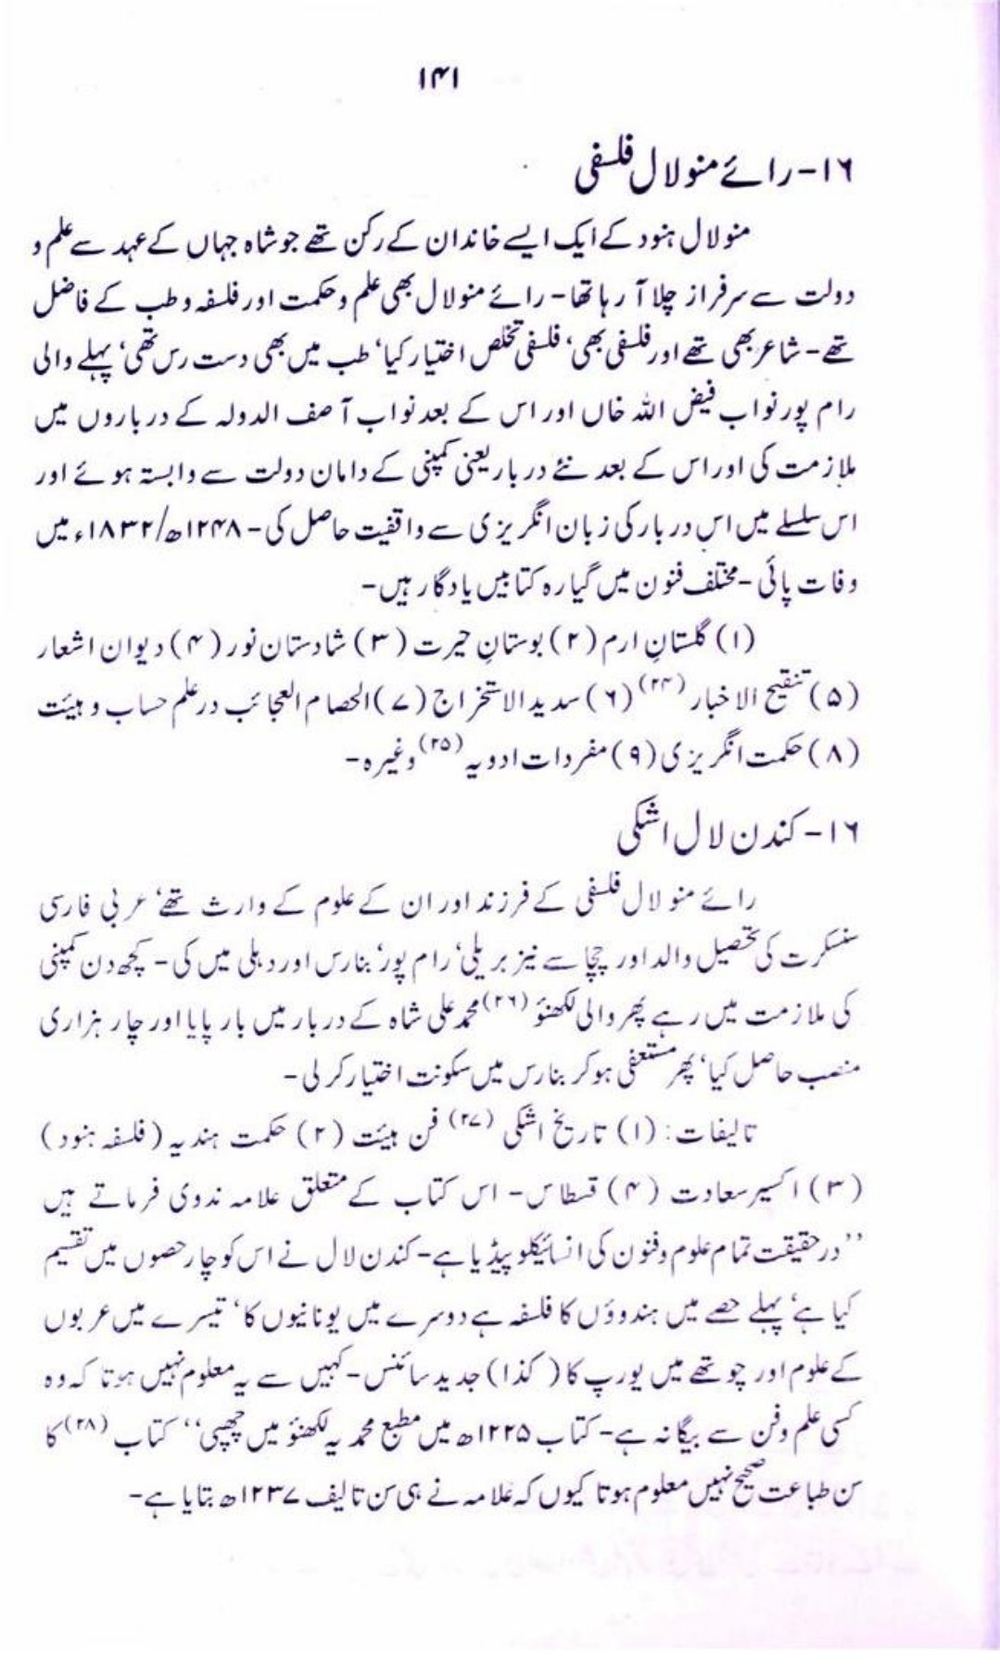 ۱۴۱
۱۶- رائے منو لال فلسفی
منو لال ہنود کے ایک ایسے خاندان کے رکن تھے جو شاہ جہاں کے عہد سے علم و
دولت سے سرفراز چلا آ رہا تھا- رائے منو لال بھی علم و حکمت اور فلسفہ و طب کے فاضل
تھے- شاعر بھی تھے اور فلسفی بھی، فلسفی تخلص اختیار کیا‘ طب میں بھی دست رس تھی‘ پہلے والی
رام پور نواب فیض اللہ خاں اور اس کے بعد نواب آصف الدولہ کے درباروں میں
ملازمت کی اور اس کے بعد نئے دربار یعنی کمپنی کے دامان دولت سے وابستہ ہوئے اور
اس سلسلے میں اس دربار کی زبان انگریزی سے واقفیت حاصل کی- ۱۲۴۸ھ/۱۸۳۲ء میں
وفات پائی- مختلف فنون میں گیارہ کتابیں یادگار ہیں-
(۱) گلستانِ ارم (۲) بوستانِ حیرت (۳) شادستان نور (۴) دیوان اشعار
(۵) تنقیح الاخبار (۲۴) (۶) سدید الاستخراج (۷) الحصام العجائب در علم حساب و ہیئت
(۸) حکمت انگریزی (۹) مفردات ادویہ (۲۵) وغیرہ-
۱۶- کندن لال اشکی
رائے منو لال فلسفی کے فرزند اور ان کے علوم کے وارث تھے‘ عربی فارسی
سنسکرت کی تحصیل والد اور چچا سے نیز بریلی‘ رام پور‘ بنارس اور دہلی میں کی- کچھ دن کمپنی
کی ملازمت میں رہے پھر والی لکھنؤ (۲۶) محمد علی شاہ کے دربار میں بار پایا اور چار ہزاری
منصب حاصل کیا‘ پھر مستعفی ہو کر بنارس میں سکونت اختیار کر لی-
تالیفات: (۱) تاریخ اشکی (۲۷) فن ہیئت (۲) حکمت ہندیہ (فلسفہ ہنود)
(۳) اکسیر سعادت (۴) قسطاس- اس کتاب کے متعلق علامہ ندوی فرماتے ہیں
’’در حقیقت تمام علوم و فنون کی انسائیکلو پیڈیا ہے- کندن لال نے اس کو چار حصوں میں تقسیم
کیا ہے‘ پہلے حصے میں ہندوؤں کا فلسفہ ہے دوسرے میں یونانیوں کا‘ تیسرے میں عربوں
کے علوم اور چوتھے میں یورپ کا (کذا) جدید سائنس- کہیں سے یہ معلوم نہیں ہوتا کہ وہ
کسی علم و فن سے بیگانہ ہے- کتاب ۱۲۲۵ھ میں مطبع محمدیہ لکھنؤ میں چھپی‘‘ کتاب (۲۸) کا
سن طباعت صحیح نہیں معلوم ہوتا کیوں کہ علامہ نے ہی سن تالیف ۱۲۳۷ھ بتایا ہے-